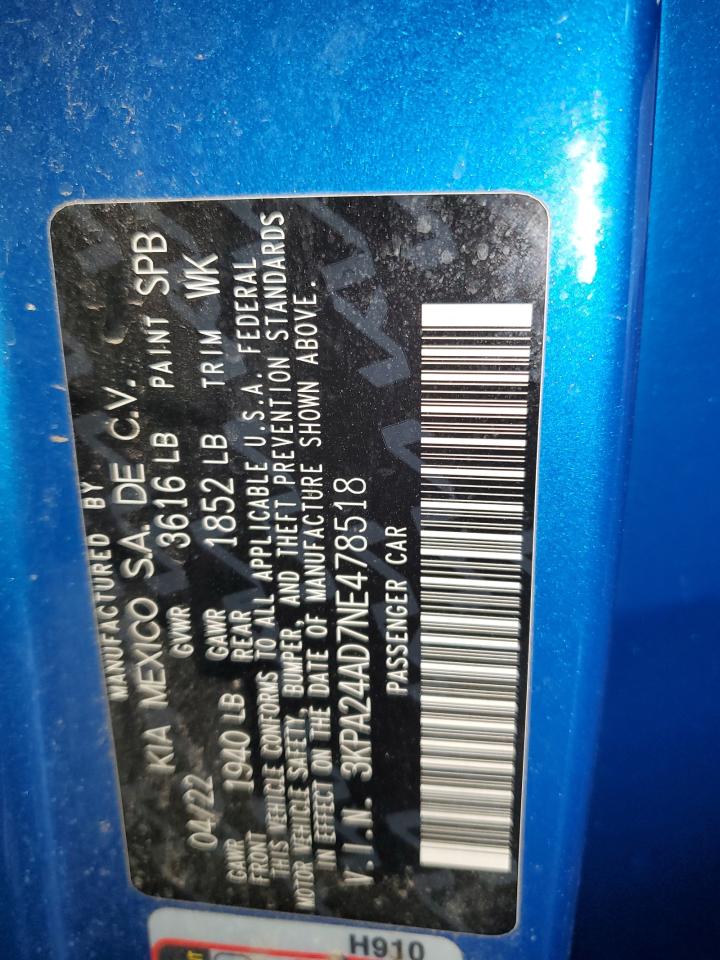 MANUFACTURED BY
KIA MEXICO S.A. DE C.V.
04/22 GVWR 3616 LB PAINT SPB
GAWR FRONT 1940 LB. GAWR REAR 1852 LB TRIM WK
THIS VEHICLE CONFORMS TO ALL APPLICABLE U.S.A. FEDERAL
MOTOR VEHICLE SAFETY, BUMPER, AND THEFT PREVENTION STANDARDS
IN EFFECT ON THE DATE OF MANUFACTURE SHOWN ABOVE.
V.I.N. 3KPA24AD7NE478518
PASSENGER CAR
H910